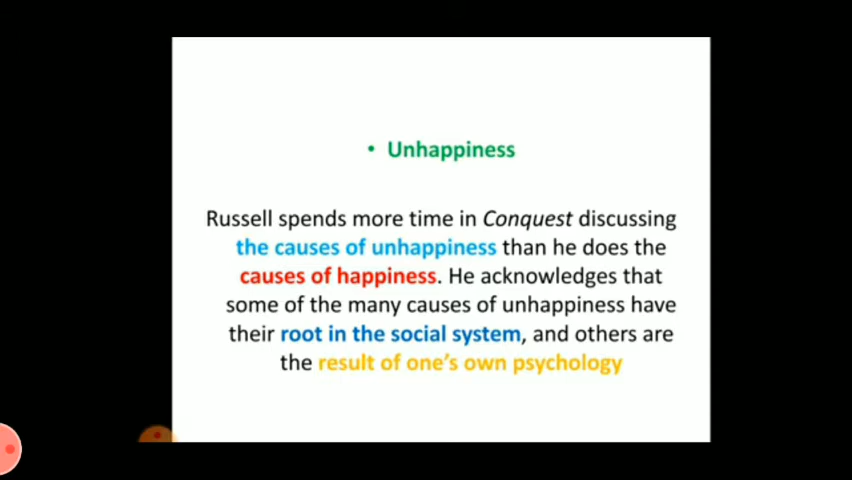 • Unhappiness
Russell spends more time in Conquest discussing
the causes of unhappiness than he does the
causes of happiness. He acknowledges that
some of the many causes of unhappiness have
their root in the social system, and others are
the result of one's own psychology